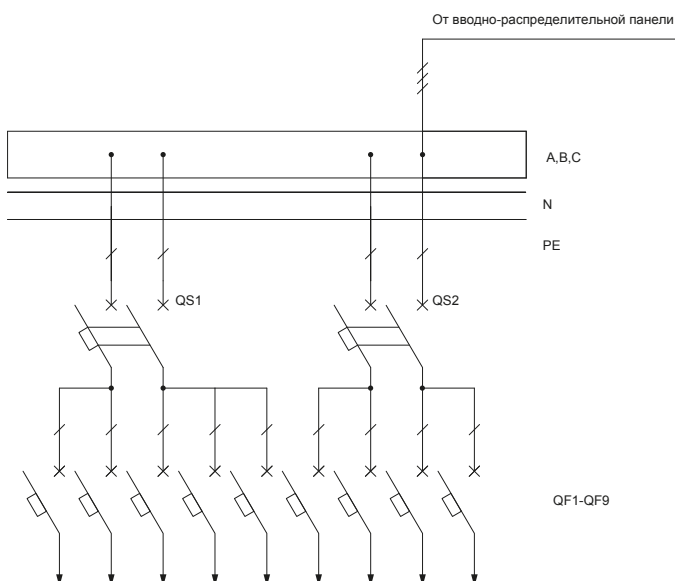 От вводно-распределительной панели
A,B,C
N
PE
QS1
QS2
QF1-QF9